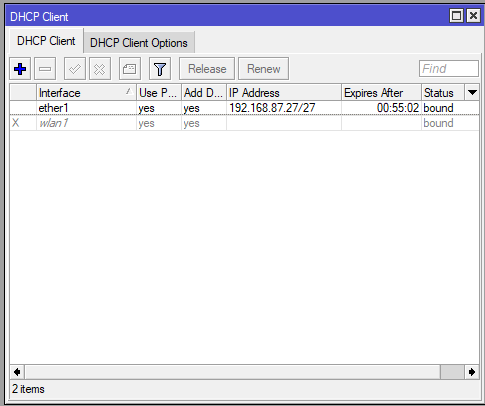 DHCP Client
DHCP Client DHCP Client Options
Release Renew Find
Interface / Use P... Add D... IP Address Expires After Status
ether1 yes yes 192.168.87.27/27 00:55:02 bound
X wlan1 yes yes bound
2 items